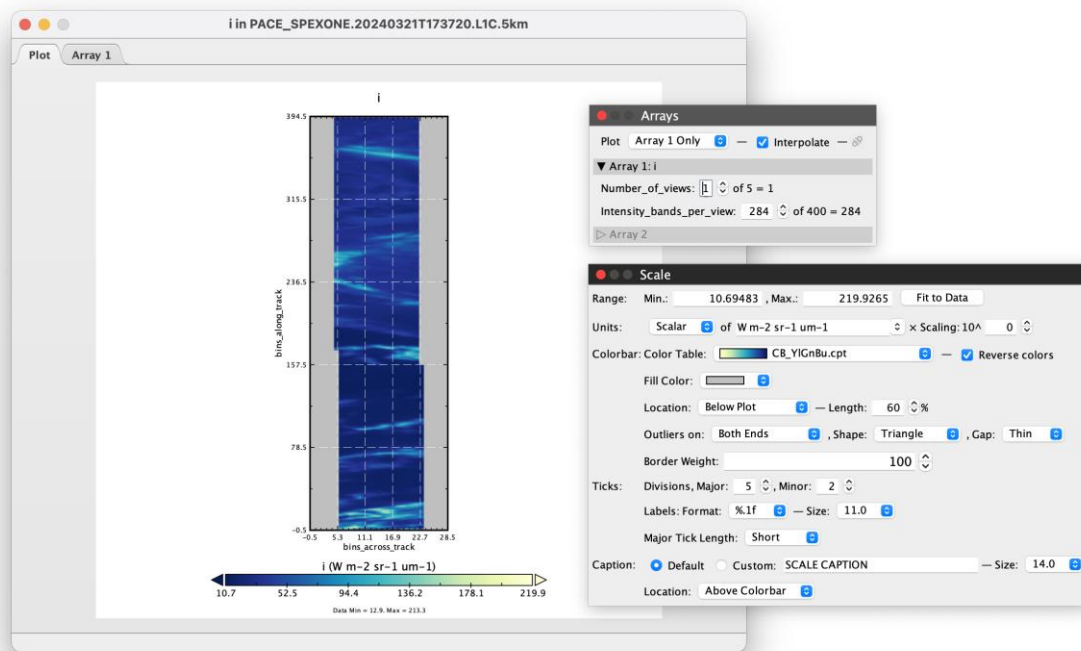 i in PACE_SPEXONE.20240321T173720.L1C.5km
Plot Array 1
i
394.5
315.5
236.5
157.5
78.5
-0.5
bins_along_track
-0.5 5.3 11.1 16.9 22.7 28.5
bins_across_track
i (W m-2 sr-1 um-1)
10.7 52.5 94.4 136.2 178.1 219.9
Data Min = 12.9, Max = 213.3
Arrays
Plot Array 1 Only — Interpolate —
▼ Array 1: i
Number_of_views: 1 of 5 = 1
Intensity_bands_per_view: 284 of 400 = 284
▷ Array 2
Scale
Range: Min.: 10.69483 , Max.: 219.9265 Fit to Data
Units: Scalar of W m-2 sr-1 um-1 × Scaling: 10^ 0
Colorbar: Color Table: CB_YlGnBu.cpt — Reverse colors
Fill Color:
Location: Below Plot — Length: 60 %
Outliers on: Both Ends , Shape: Triangle , Gap: Thin
Border Weight: 100
Ticks: Divisions, Major: 5 , Minor: 2
Labels: Format: %.1f — Size: 11.0
Major Tick Length: Short
Caption: Default Custom: SCALE CAPTION — Size: 14.0
Location: Above Colorbar